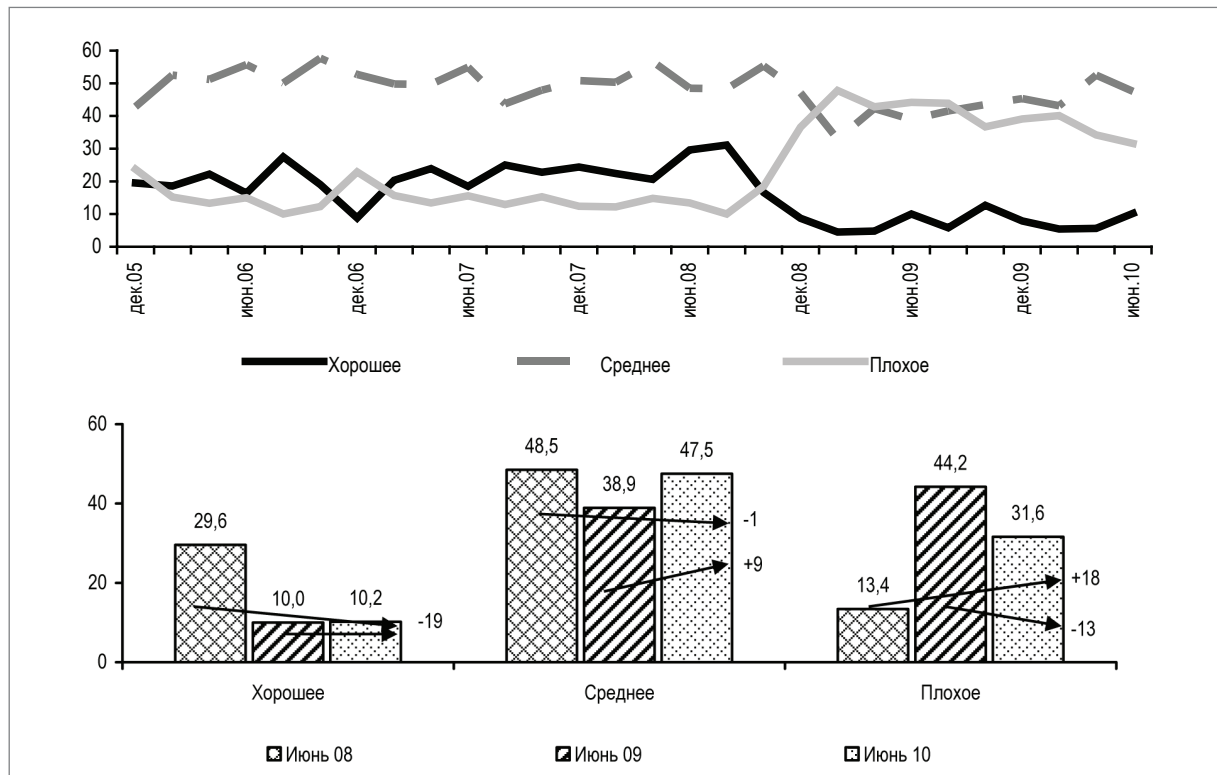 60
50
40
30
20
10
0
дек.05
июн.06
дек.06
июн.07
дек.07
июн.08
дек.08
июн.09
дек.09
июн.10
Хорошее Среднее Плохое
60
40
20
0
29,6 10,0 10,2 -19
48,5 38,9 47,5 -1 +9
13,4 44,2 31,6 +18 -13
Хорошее Среднее Плохое
Июнь 08 Июнь 09 Июнь 10